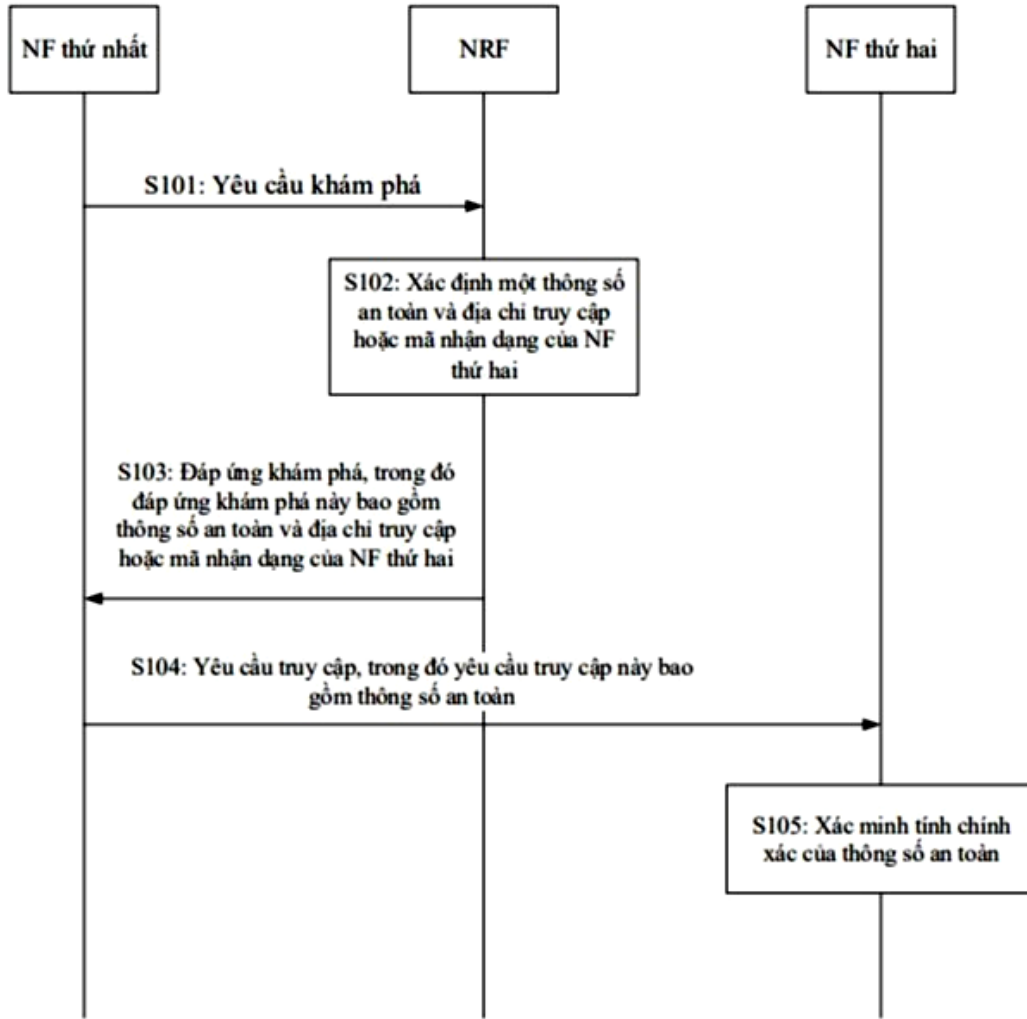 NF thứ nhất
NRF
NF thứ hai
S101: Yêu cầu khám phá
S102: Xác định một thông số
an toàn và địa chỉ truy cập
hoặc mã nhận dạng của NF
thứ hai
S103: Đáp ứng khám phá, trong đó
đáp ứng khám phá này bao gồm
thông số an toàn và địa chỉ truy cập
hoặc mã nhận dạng của NF thứ hai
S104: Yêu cầu truy cập, trong đó yêu cầu truy cập này bao
gồm thông số an toàn
S105: Xác minh tính chính
xác của thông số an toàn